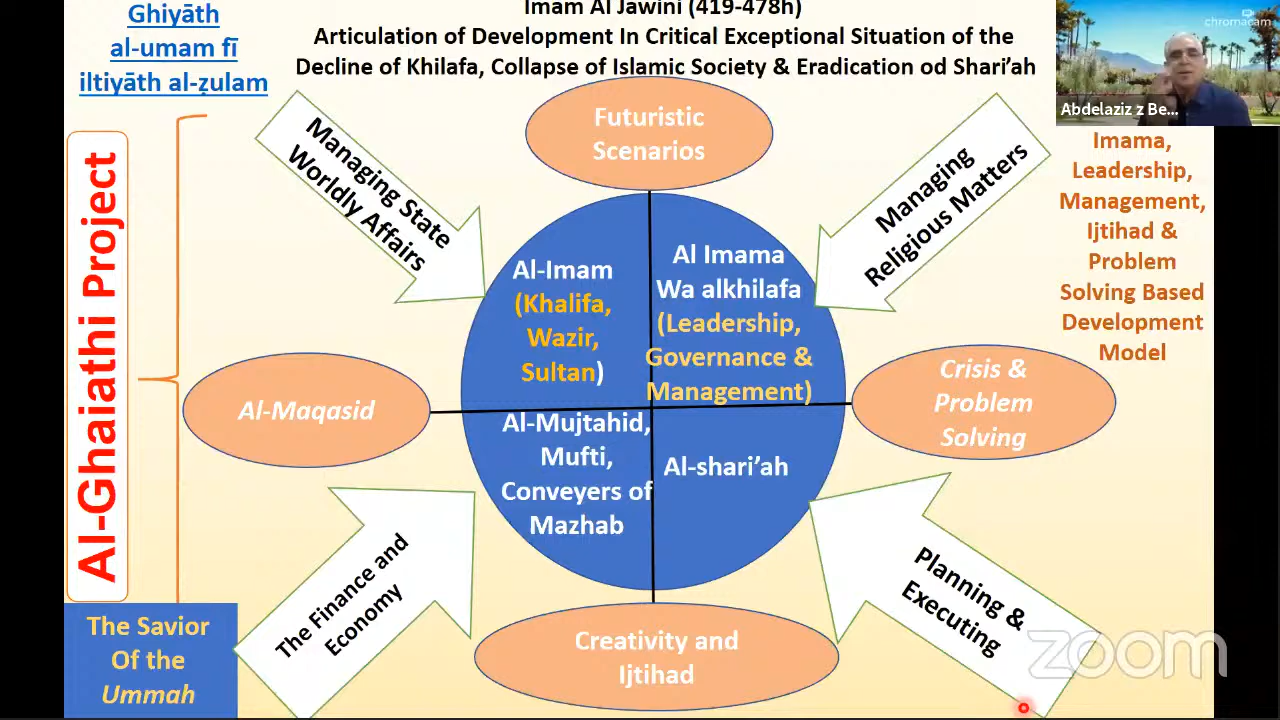 Imam Al Jawini (419-478h)
Articulation of Development In Critical Exceptional Situation of the
Decline of Khilafa, Collapse of Islamic Society & Eradication od Shari’ah
Ghiyāth
al-umam fī
iltiyāth al-ẓulam
chromacam
Abdelaziz z Be...
Al-Ghaiathi Project
Managing State
Worldly Affairs
Futuristic
Scenarios
Managing
Religious Matters
Imama,
Leadership,
Management,
Ijtihad &
Problem
Solving Based
Development
Model
Al-Imam
(Khalifa,
Wazir,
Sultan)
Al Imama
Wa alkhilafa
(Leadership,
Governance &
Management)
Al-Maqasid
Crisis &
Problem
Solving
Al-Mujtahid,
Mufti,
Conveyers of
Mazhab
Al-shari’ah
The Finance and
Economy
Planning &
Executing
Creativity and
Ijtihad
The Savior
Of the
Ummah
zoom